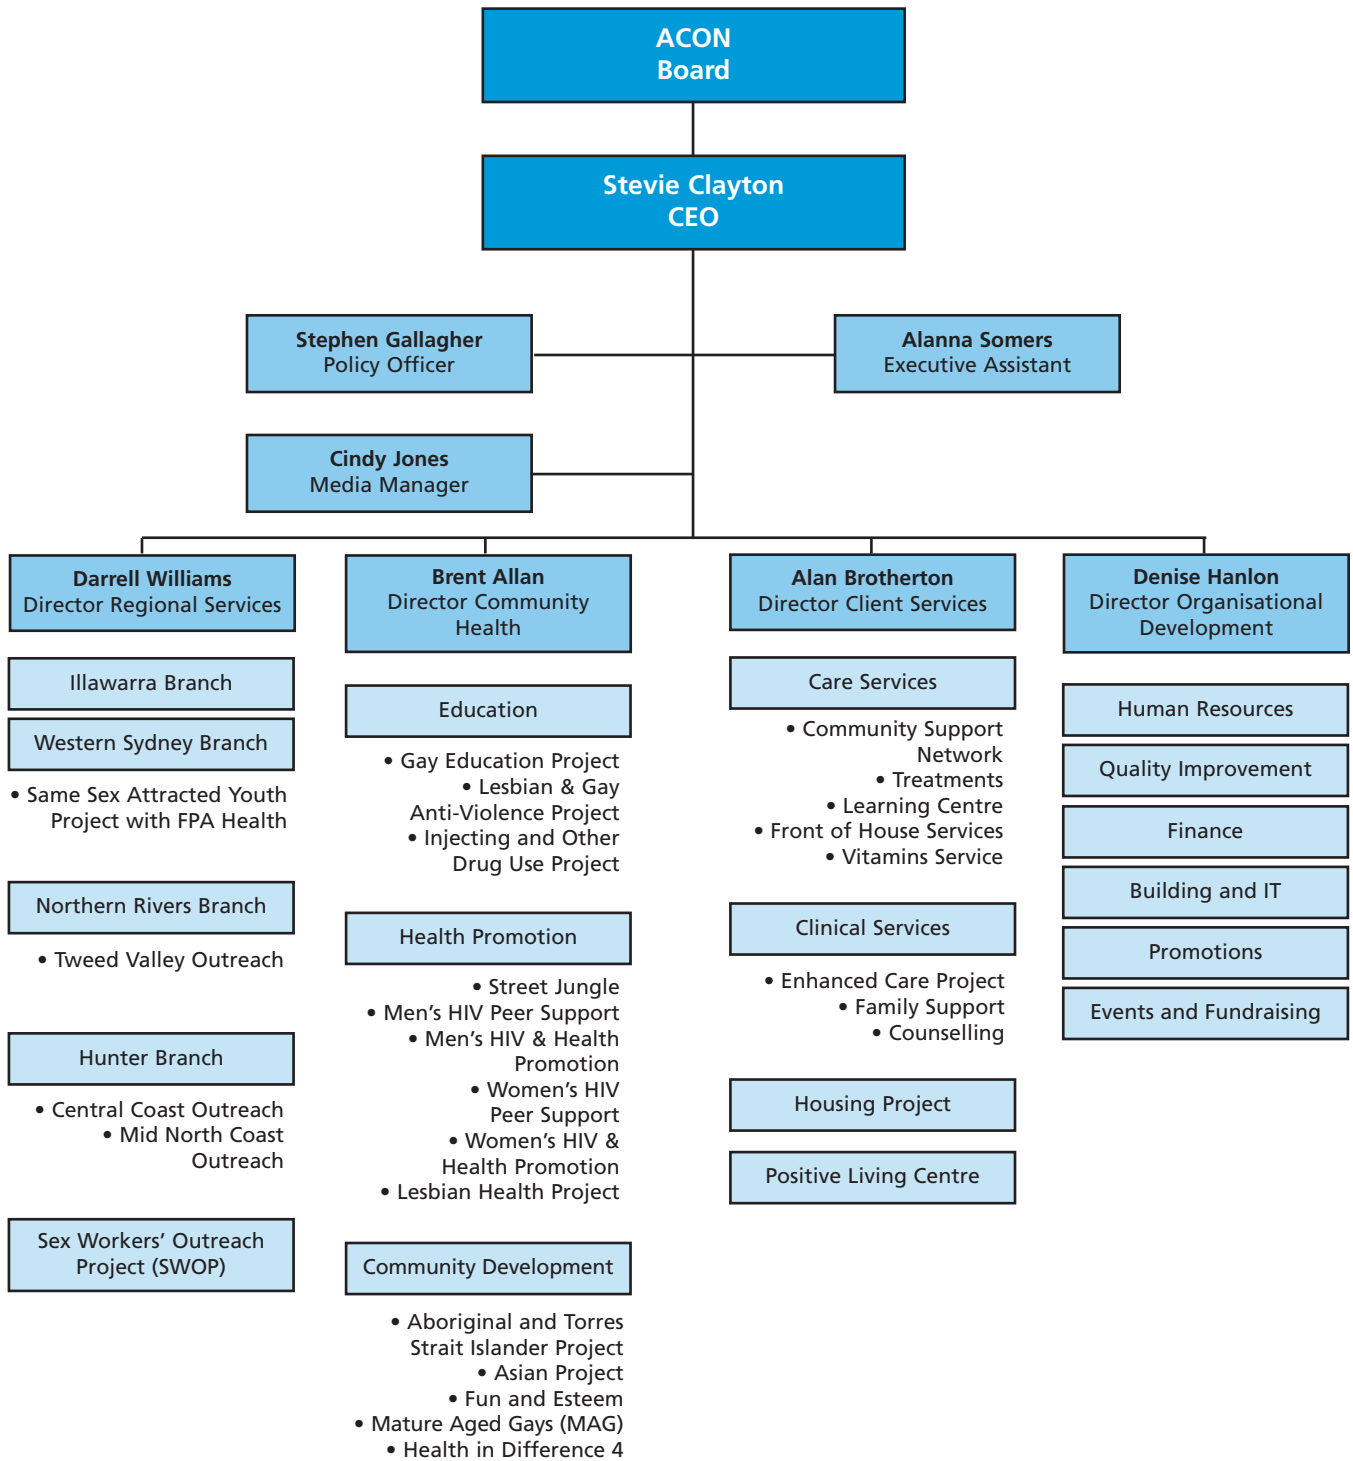 ACON
Board
Stevie Clayton
CEO
Stephen Gallagher
Policy Officer
Alanna Somers
Executive Assistant
Cindy Jones
Media Manager
Darrell Williams
Director Regional Services
Illawarra Branch
Western Sydney Branch
• Same Sex Attracted Youth
Project with FPA Health
Northern Rivers Branch
• Tweed Valley Outreach
Hunter Branch
• Central Coast Outreach
• Mid North Coast
Outreach
Sex Workers’ Outreach
Project (SWOP)
Brent Allan
Director Community
Health
Education
• Gay Education Project
• Lesbian & Gay
Anti-Violence Project
• Injecting and Other
Drug Use Project
Health Promotion
• Street Jungle
• Men’s HIV Peer Support
• Men’s HIV & Health
Promotion
• Women’s HIV
Peer Support
• Women’s HIV &
Health Promotion
• Lesbian Health Project
Community Development
• Aboriginal and Torres
Strait Islander Project
• Asian Project
• Fun and Esteem
• Mature Aged Gays (MAG)
• Health in Difference 4
Alan Brotherton
Director Client Services
Care Services
• Community Support
Network
• Treatments
• Learning Centre
• Front of House Services
• Vitamins Service
Clinical Services
• Enhanced Care Project
• Family Support
• Counselling
Housing Project
Positive Living Centre
Denise Hanlon
Director Organisational
Development
Human Resources
Quality Improvement
Finance
Building and IT
Promotions
Events and Fundraising